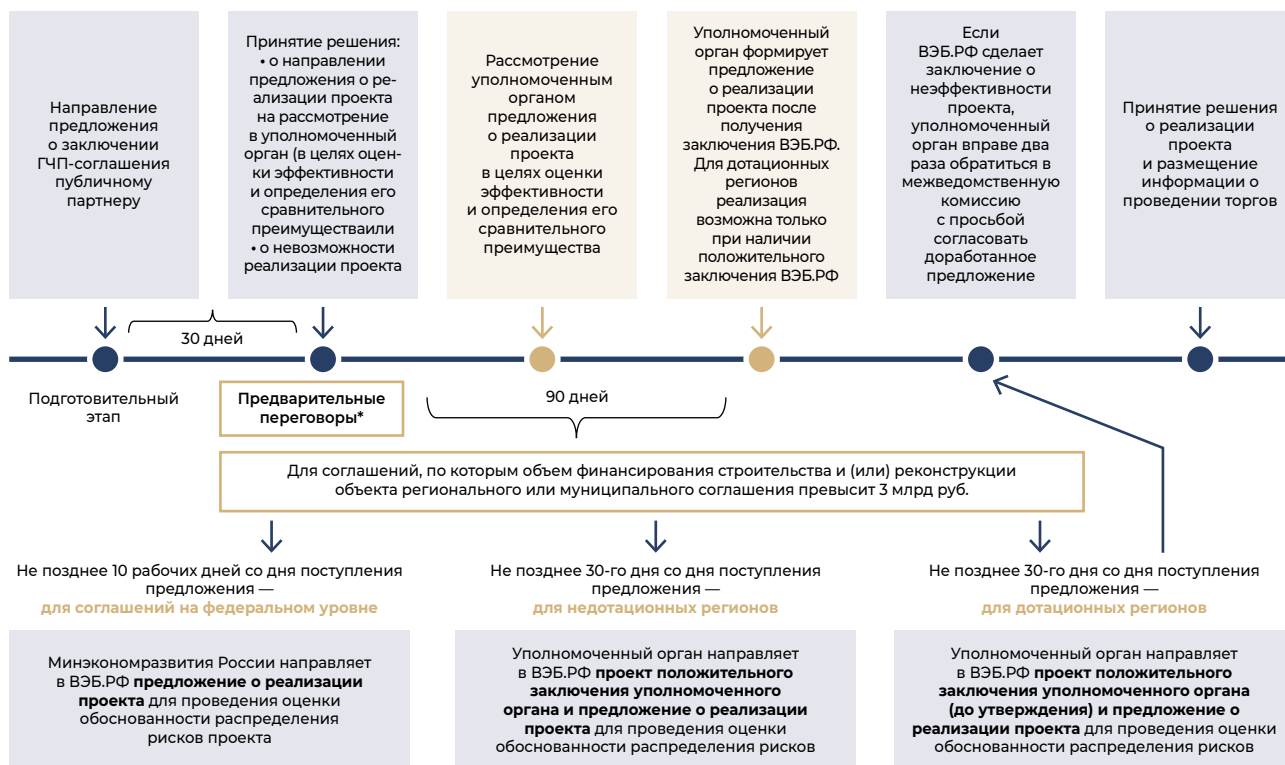 Направление
предложения
о заключении
ГЧП-соглашения
публичному
партнеру
Принятие решения:
• о направлении
предложения о ре-
ализации проекта
на рассмотрение
в уполномоченный
орган (в целях оцен-
ки эффективности
и определения его
сравнительного
преимуществаили
• о невозможности
реализации проекта
Рассмотрение
уполномоченным
органом
предложения
о реализации
проекта
в целях оценки
эффективности
и определения его
сравнительного
преимущества
Уполномоченный
орган формирует
предложение
о реализации
проекта после
получения
заключения ВЭБ.РФ.
Для дотационных
регионов
реализация
возможна только
при наличии
положительного
заключения ВЭБ.РФ
Если
ВЭБ.РФ сделает
заключение о
неэффективности
проекта,
уполномоченный
орган вправе два
раза обратиться в
межведомственную
комиссию
с просьбой
согласовать
доработанное
предложение
Принятие решения
о реализации
проекта
и размещение
информации о
проведении торгов
30 дней
Подготовительный
этап
Предварительные
переговоры*
90 дней
Для соглашений, по которым объем финансирования строительства и (или) реконструкции
объекта регионального или муниципального соглашения превысит 3 млрд руб.
Не позднее 10 рабочих дней со дня поступления
предложения —
для соглашений на федеральном уровне
Не позднее 30-го дня со дня поступления
предложения —
для недотационных регионов
Не позднее 30-го дня со дня поступления
предложения —
для дотационных регионов
Минэкономразвития России направляет
в ВЭБ.РФ предложение о реализации
проекта для проведения оценки
обоснованности распределения
рисков проекта
Уполномоченный орган направляет
в ВЭБ.РФ проект положительного
заключения уполномоченного
органа и предложение о реализации
проекта для проведения оценки
обоснованности распределения рисков
Уполномоченный орган направляет
в ВЭБ.РФ проект положительного
заключения уполномоченного органа
(до утверждения) и предложение о
реализации проекта для проведения оценки
обоснованности распределения рисков